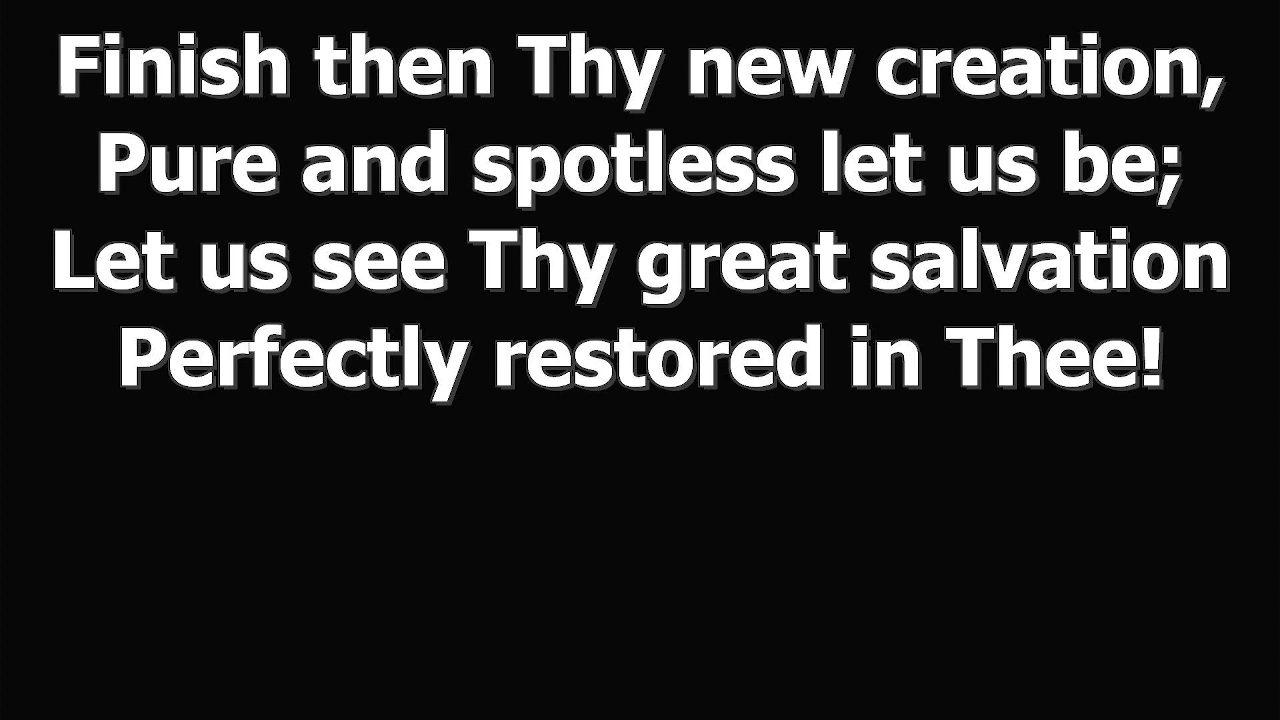 Finish then Thy new creation,
Pure and spotless let us be;
Let us see Thy great salvation
Perfectly restored in Thee!